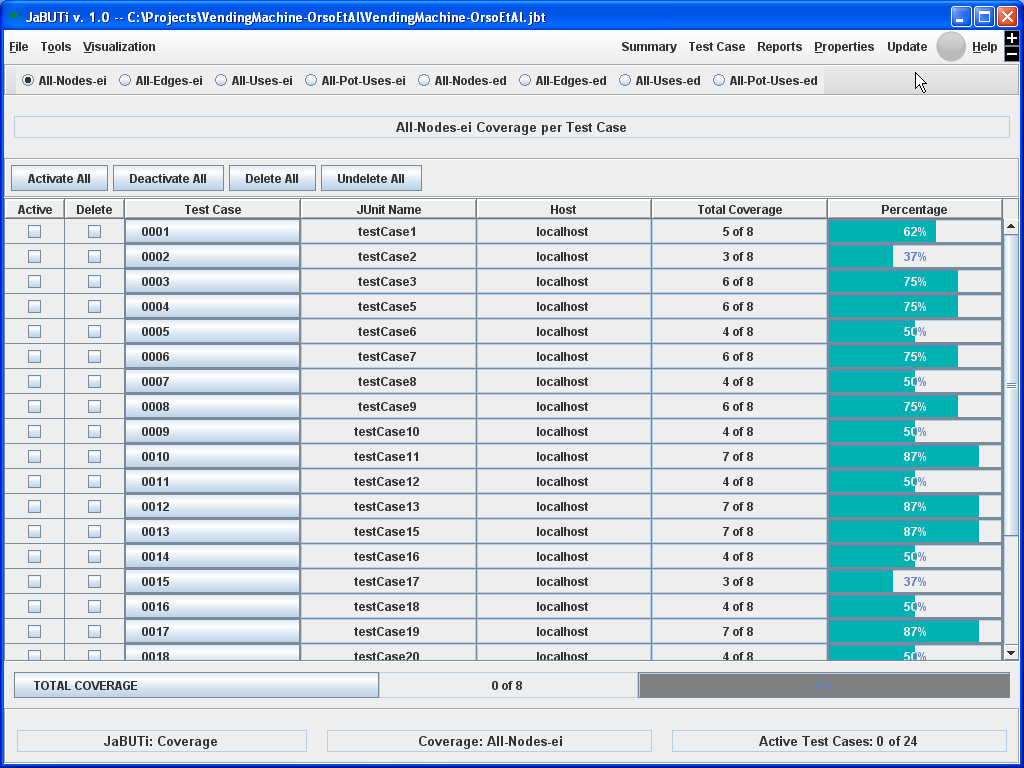 JaBUTi v. 1.0 -- C:\Projects\VendingMachine-OrsoEtAl\VendingMachine-OrsoEtAl.jbt
File Tools Visualization Summary Test Case Reports Properties Update Help
All-Nodes-ei All-Edges-ei All-Uses-ei All-Pot-Uses-ei All-Nodes-ed All-Edges-ed All-Uses-ed All-Pot-Uses-ed
All-Nodes-ei Coverage per Test Case
Activate All Deactivate All Delete All Undelete All
Active Delete Test Case JUnit Name Host Total Coverage Percentage
0001 testCase1 localhost 5 of 8 62%
0002 testCase2 localhost 3 of 8 37%
0003 testCase3 localhost 6 of 8 75%
0004 testCase5 localhost 6 of 8 75%
0005 testCase6 localhost 4 of 8 50%
0006 testCase7 localhost 6 of 8 75%
0007 testCase8 localhost 4 of 8 50%
0008 testCase9 localhost 6 of 8 75%
0009 testCase10 localhost 4 of 8 50%
0010 testCase11 localhost 7 of 8 87%
0011 testCase12 localhost 4 of 8 50%
0012 testCase13 localhost 7 of 8 87%
0013 testCase15 localhost 7 of 8 87%
0014 testCase16 localhost 4 of 8 50%
0015 testCase17 localhost 3 of 8 37%
0016 testCase18 localhost 4 of 8 50%
0017 testCase19 localhost 7 of 8 87%
0018 testCase20 localhost 4 of 8 50%
TOTAL COVERAGE 0 of 8
JaBUTi: Coverage Coverage: All-Nodes-ei Active Test Cases: 0 of 24